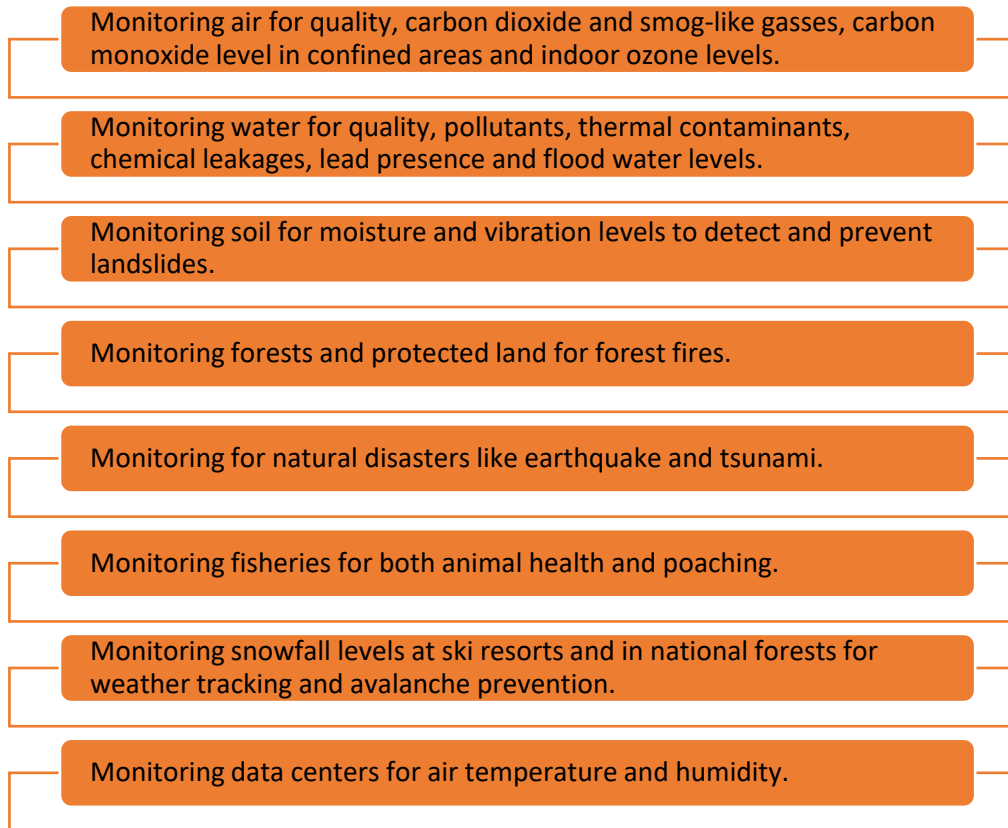 Monitoring air for quality, carbon dioxide and smog-like gasses, carbon
monoxide level in confined areas and indoor ozone levels.
Monitoring water for quality, pollutants, thermal contaminants,
chemical leakages, lead presence and flood water levels.
Monitoring soil for moisture and vibration levels to detect and prevent
landslides.
Monitoring forests and protected land for forest fires.
Monitoring for natural disasters like earthquake and tsunami.
Monitoring fisheries for both animal health and poaching.
Monitoring snowfall levels at ski resorts and in national forests for
weather tracking and avalanche prevention.
Monitoring data centers for air temperature and humidity.